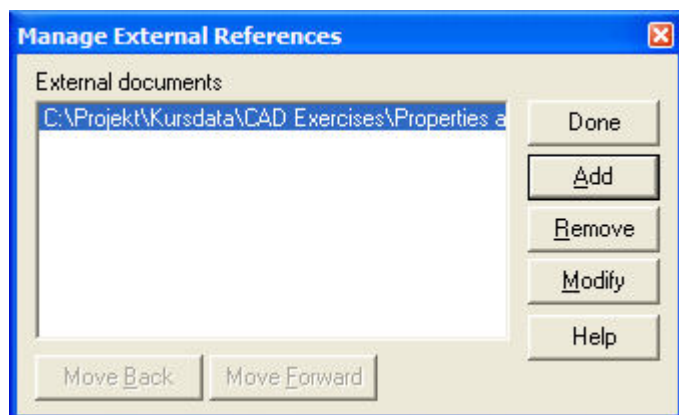 Manage External References
External documents
C:\Projekt\Kursdata\CAD Exercises\Properties a
Done
Add
Remove
Modify
Help
Move Back
Move Forward